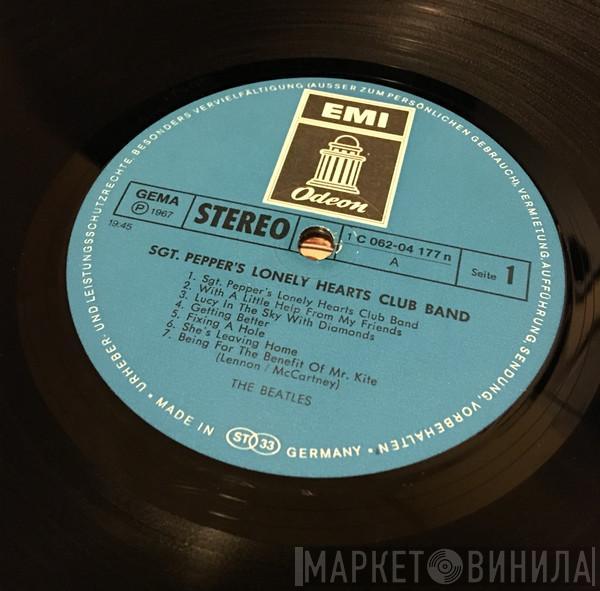 URHEBER UND LEISTUNGSSCHUTZRECHTE, BESONDERS VERVIELFÄLTIGUNG (AUSSER ZUM PERSÖNLICHEN GEBRAUCH), VERMIETUNG, AUFFÜHRUNG, SENDUNG, VORBEHALTEN.
EMI
Odeon
GEMA
℗ 1967
19:45
STEREO
1 C 062-04 177 n
A
Seite 1
SGT. PEPPER'S LONELY HEARTS CLUB BAND
1. Sgt. Pepper's Lonely Hearts Club Band
2. With A Little Help From My Friends
3. Lucy In The Sky With Diamonds
4. Getting Better
5. Fixing A Hole
6. She's Leaving Home
7. Being For The Benefit Of Mr. Kite
(Lennon / McCartney)
THE BEATLES
MADE IN GERMANY
ST 33
МАРКЕТ ВИНИЛА